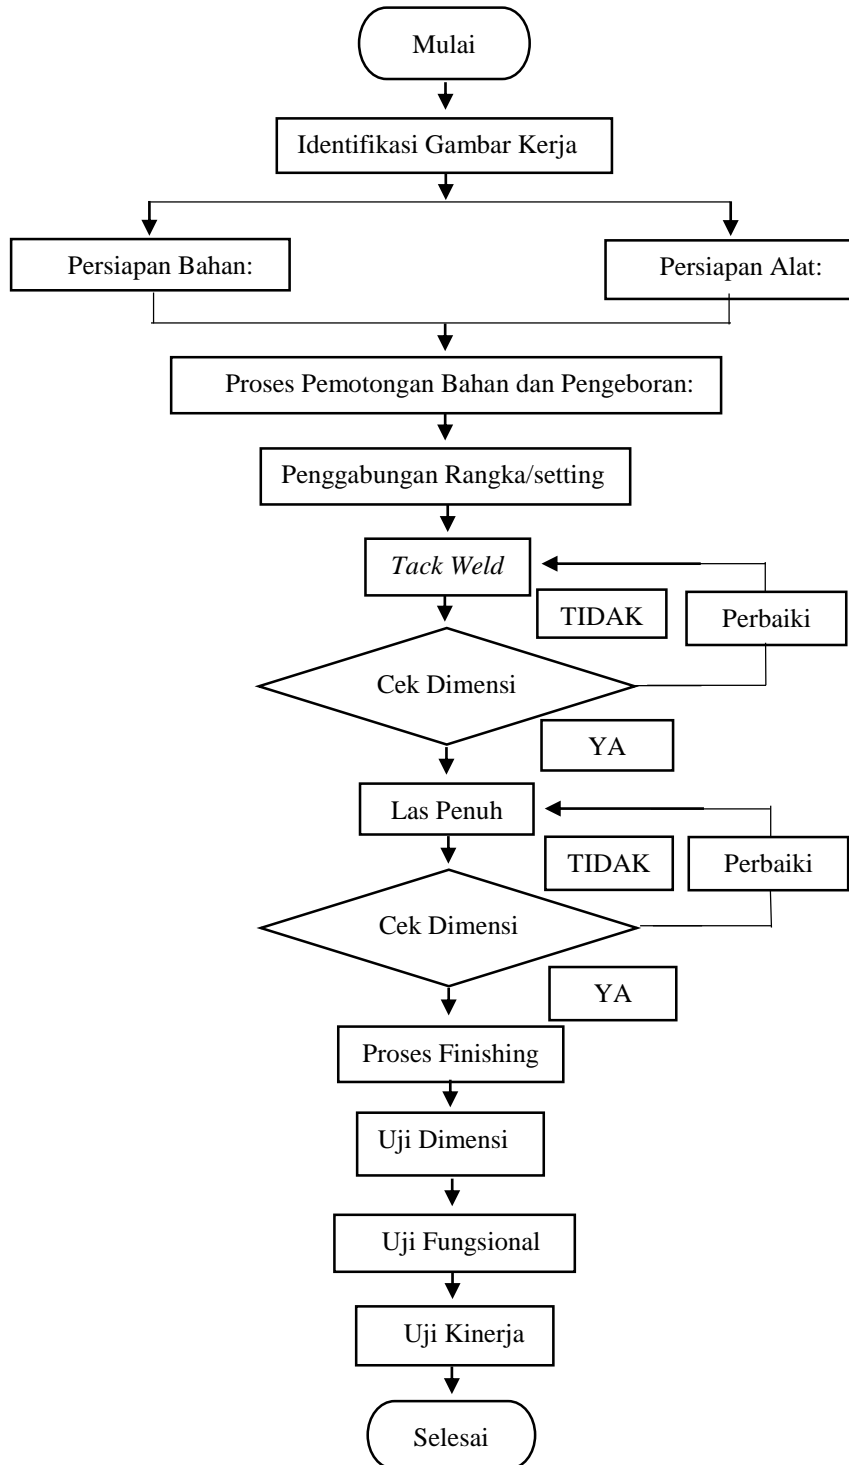 Mulai
Identifikasi Gambar Kerja
Persiapan Bahan:
Persiapan Alat:
Proses Pemotongan Bahan dan Pengeboran:
Penggabungan Rangka/setting
Tack Weld
TIDAK
Perbaiki
Cek Dimensi
YA
Las Penuh
TIDAK
Perbaiki
Cek Dimensi
YA
Proses Finishing
Uji Dimensi
Uji Fungsional
Uji Kinerja
Selesai